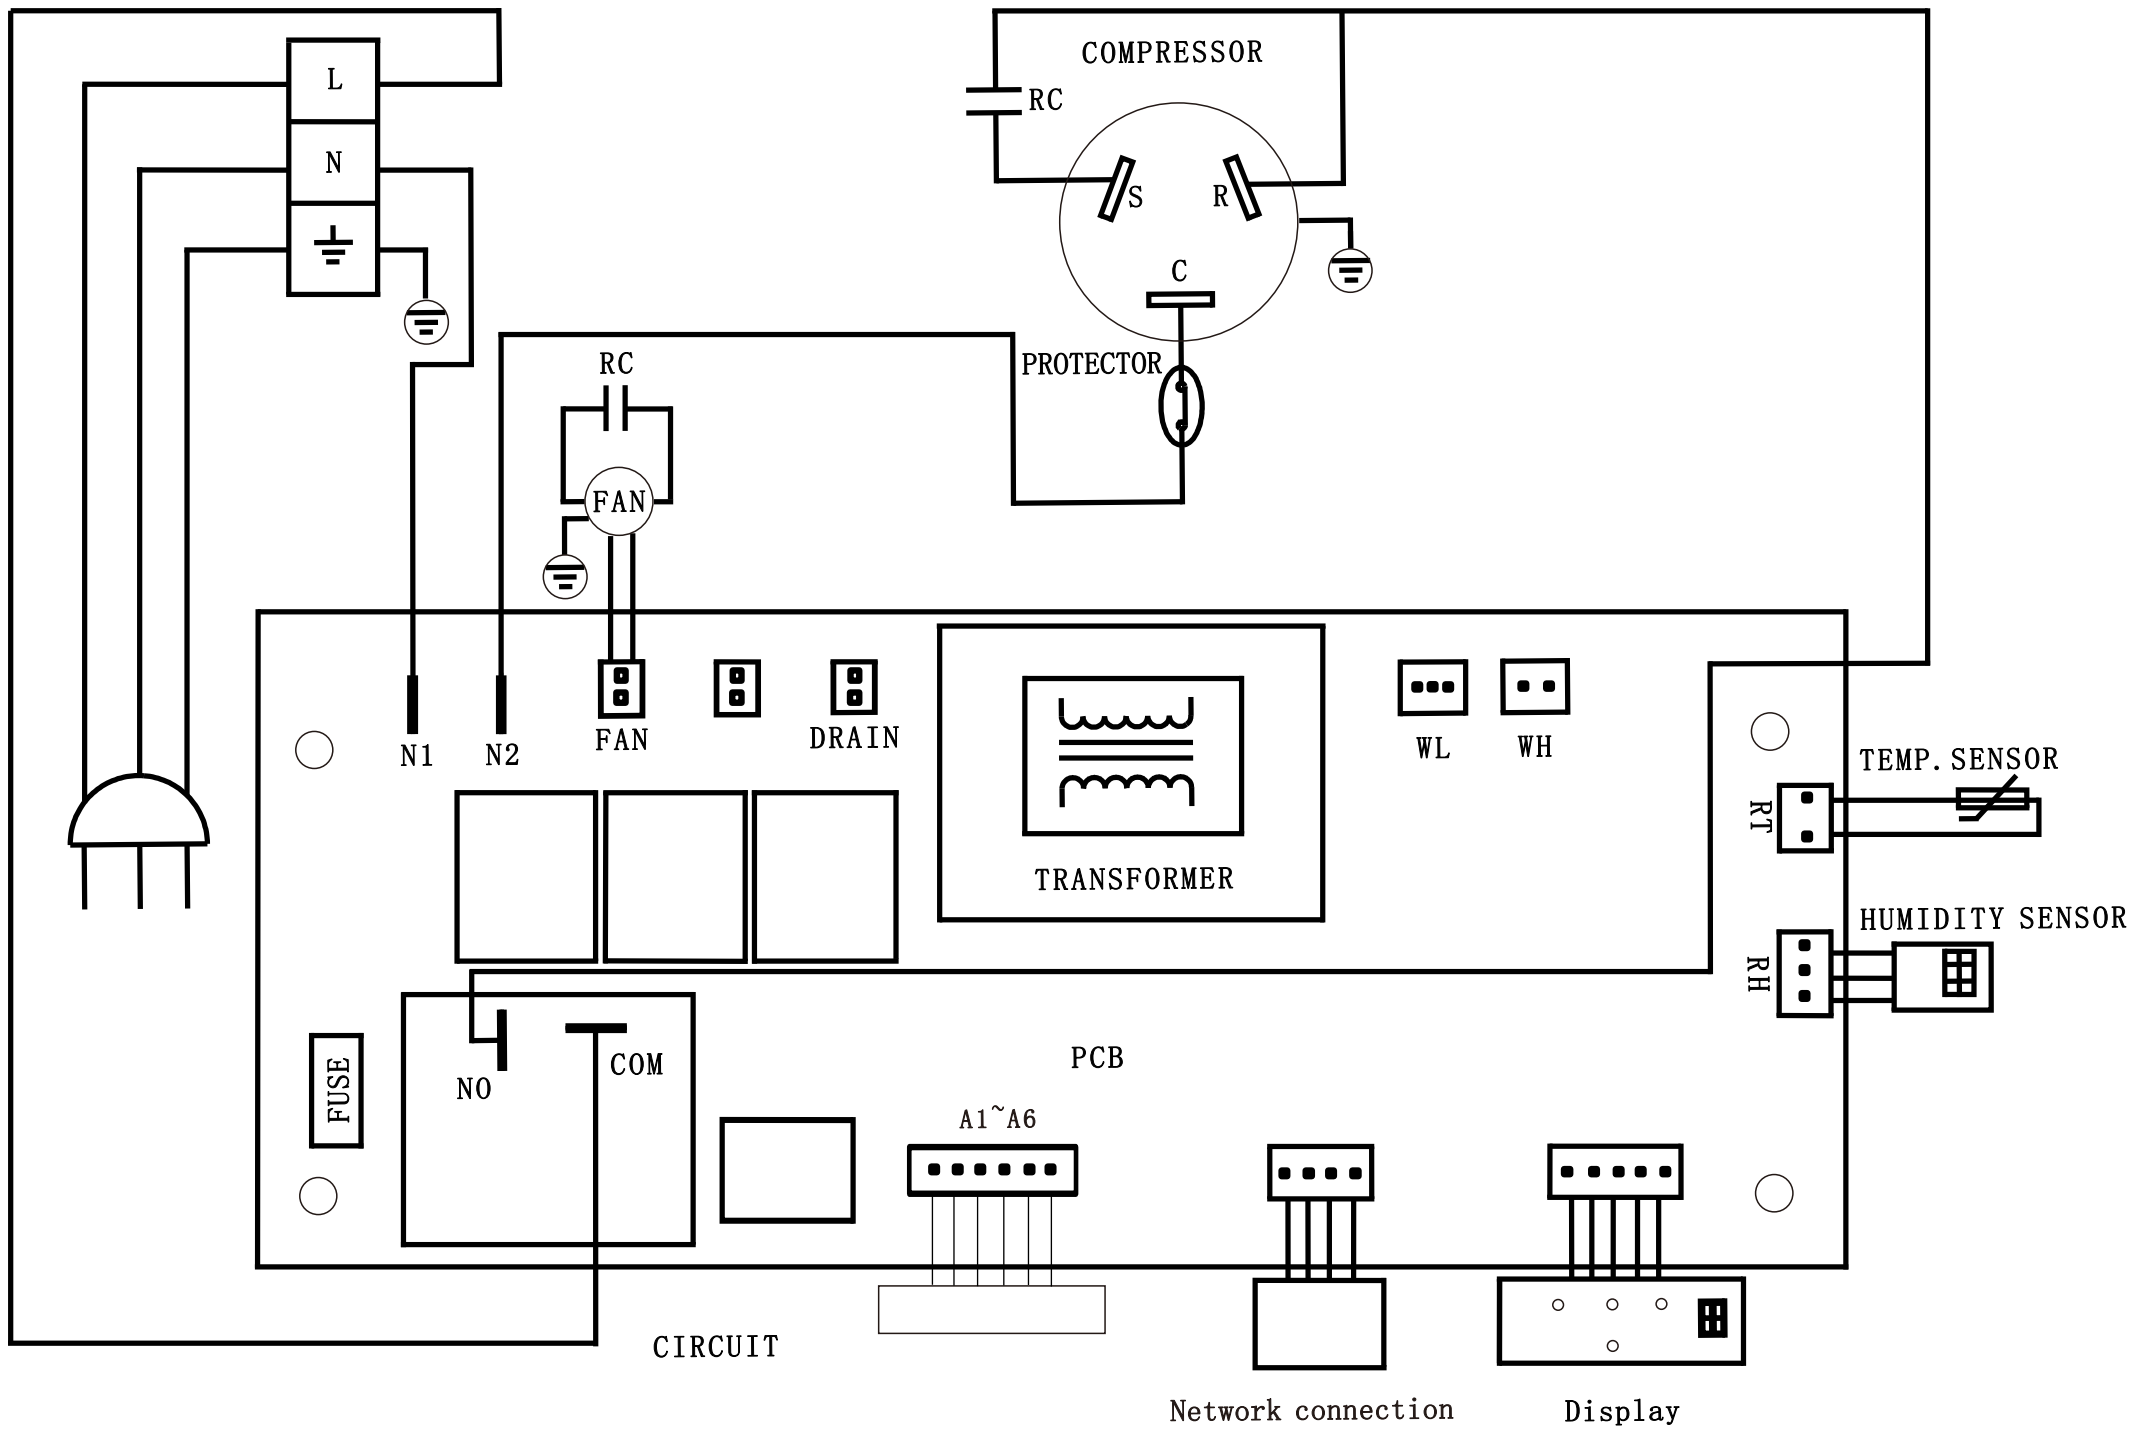 L
COMPRESSOR
RC
N
S
R
C
RC
PROTECTOR
FAN
N1
N2
FAN
DRAIN
WL
WH
TEMP. SENSOR
RT
TRANSFORMER
HUMIDITY SENSOR
RH
FUSE
NO
COM
PCB
A1~A6
CIRCUIT
Network connection
Display